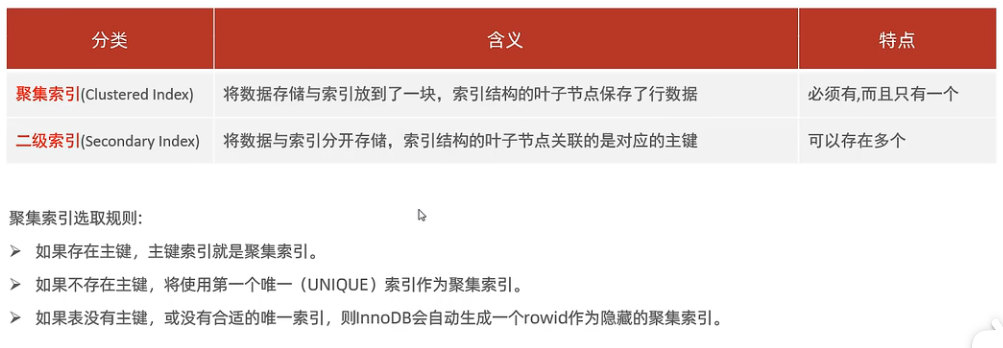 分类 含义 特点
聚集索引(Clustered Index) 将数据存储与索引放到了一块，索引结构的叶子节点保存了行数据 必须有,而且只有一个
二级索引(Secondary Index) 将数据与索引分开存储，索引结构的叶子节点关联的是对应的主键 可以存在多个
聚集索引选取规则:
➢ 如果存在主键，主键索引就是聚集索引。
➢ 如果不存在主键，将使用第一个唯一（UNIQUE）索引作为聚集索引。
➢ 如果表没有主键，或没有合适的唯一索引，则InnoDB会自动生成一个rowid作为隐藏的聚集索引。